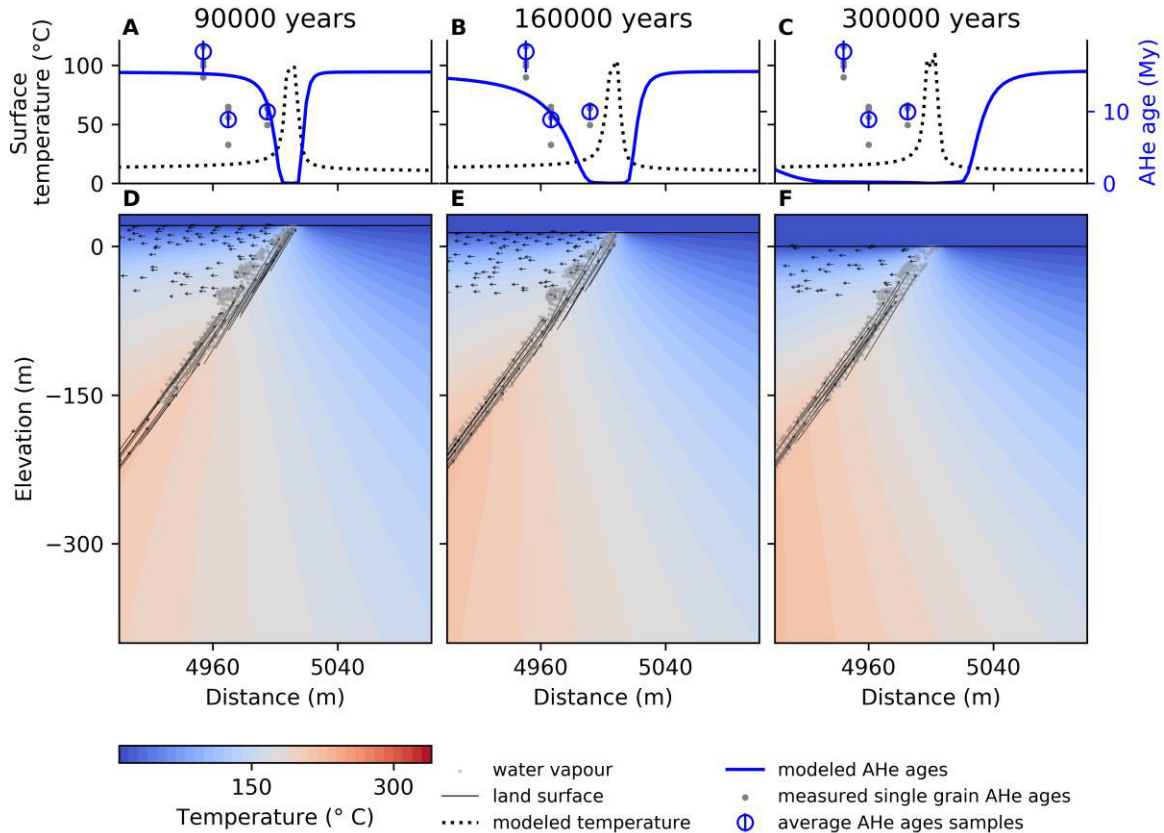 A 90000 years B 160000 years C 300000 years
Surface temperature (°C)
100
50
0
AHe age (My)
10
0
D E F
Elevation (m)
0
−150
−300
4960 5040 4960 5040 4960 5040
Distance (m) Distance (m) Distance (m)
150 300
Temperature (° C)
water vapour
land surface
modeled temperature
modeled AHe ages
measured single grain AHe ages
average AHe ages samples